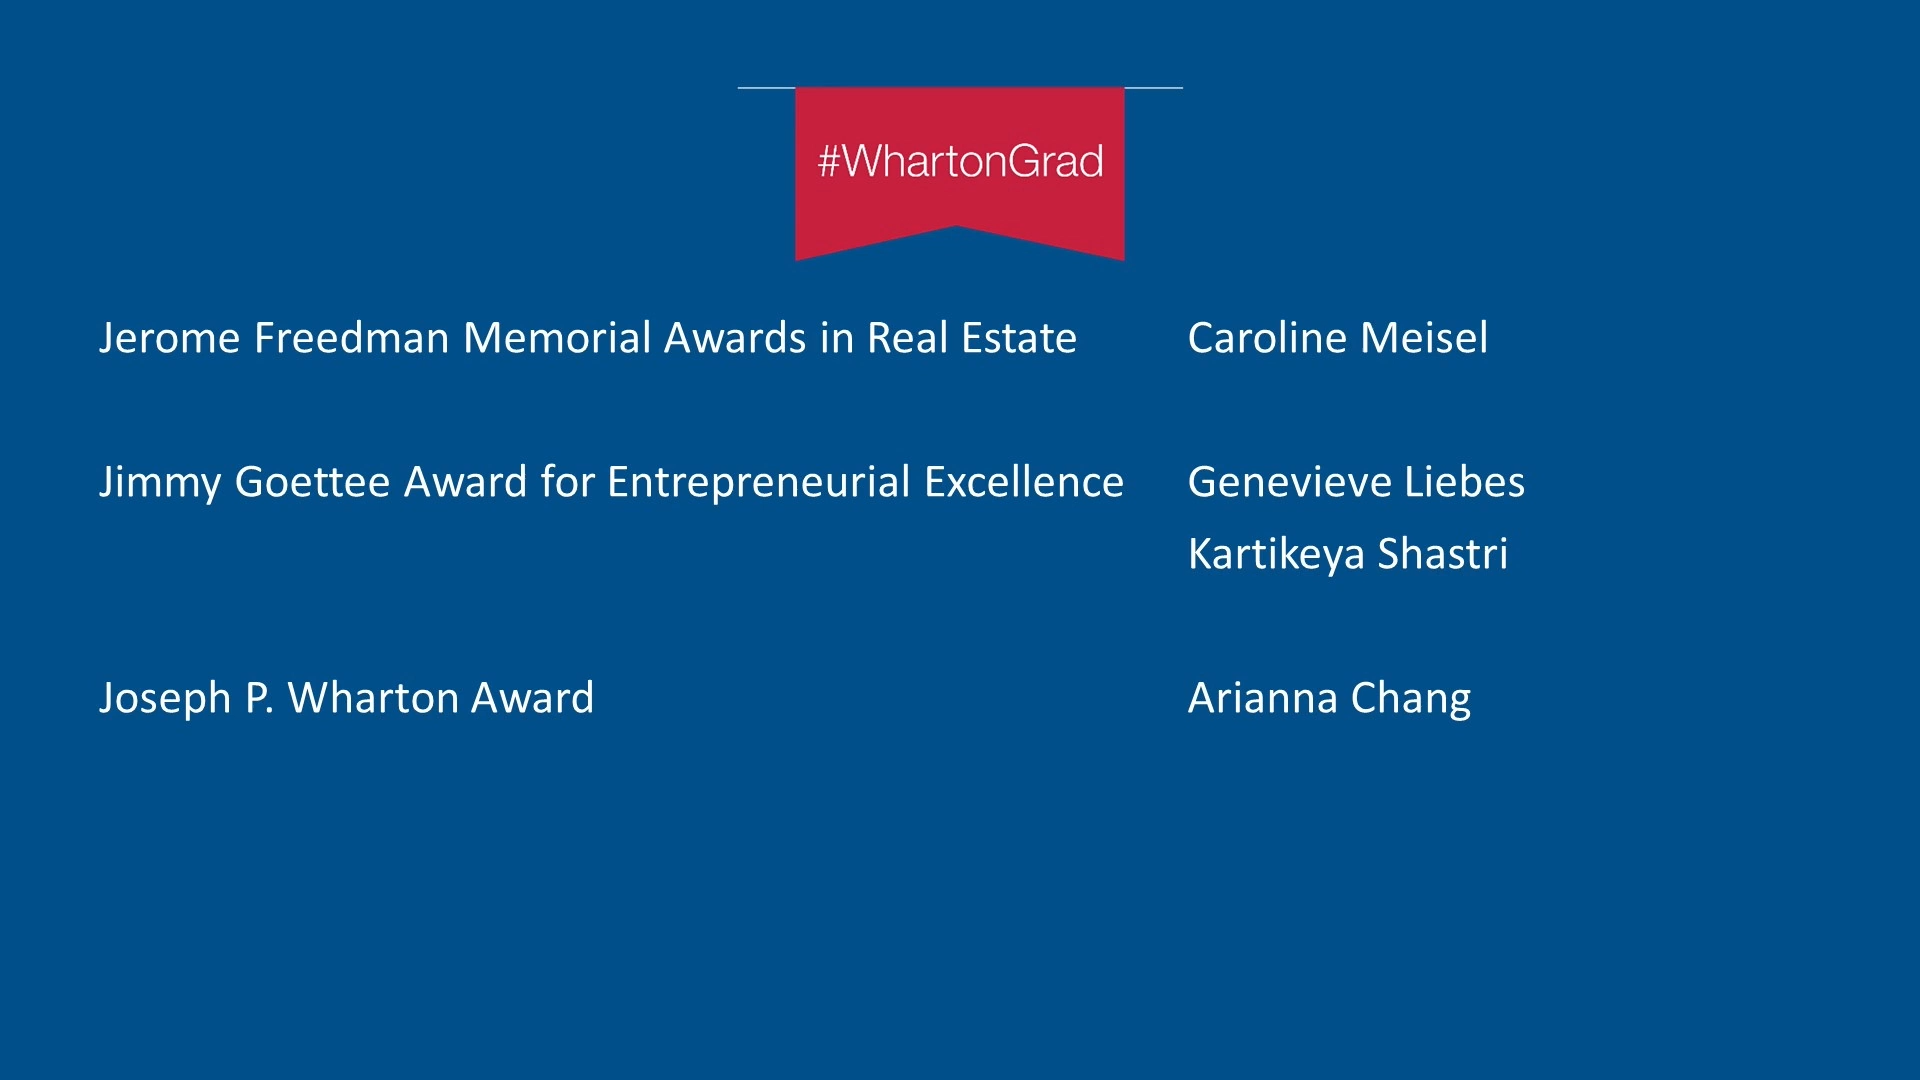 #WhartonGrad
Jerome Freedman Memorial Awards in Real Estate Caroline Meisel
Jimmy Goettee Award for Entrepreneurial Excellence Genevieve Liebes
Kartikeya Shastri
Joseph P. Wharton Award Arianna Chang